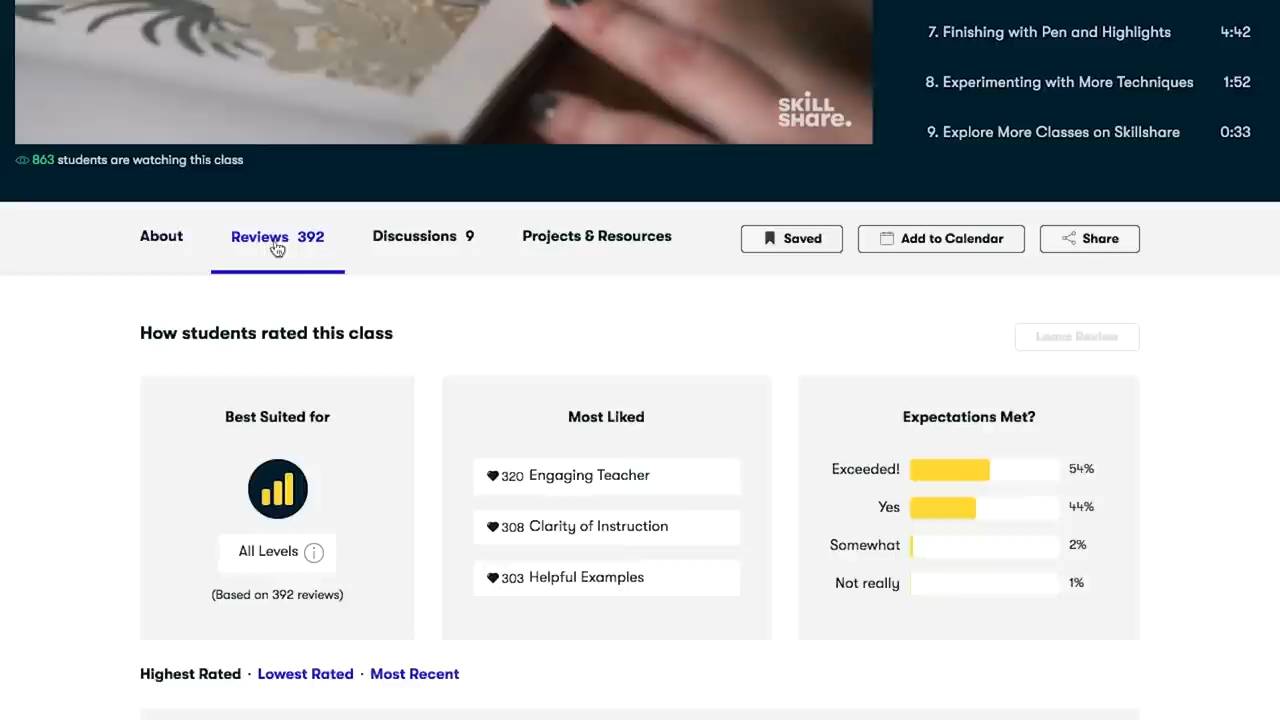 7. Finishing with Pen and Highlights 4:42
8. Experimenting with More Techniques 1:52
SKILL
SHARE.
9. Explore More Classes on Skillshare 0:33
863 students are watching this class
About Reviews 392 Discussions 9 Projects & Resources Saved Add to Calendar Share
How students rated this class
Leave Review
Best Suited for
All Levels
(Based on 392 reviews)
Most Liked
320 Engaging Teacher
308 Clarity of Instruction
303 Helpful Examples
Expectations Met?
Exceeded! 54%
Yes 44%
Somewhat 2%
Not really 1%
Highest Rated · Lowest Rated · Most Recent